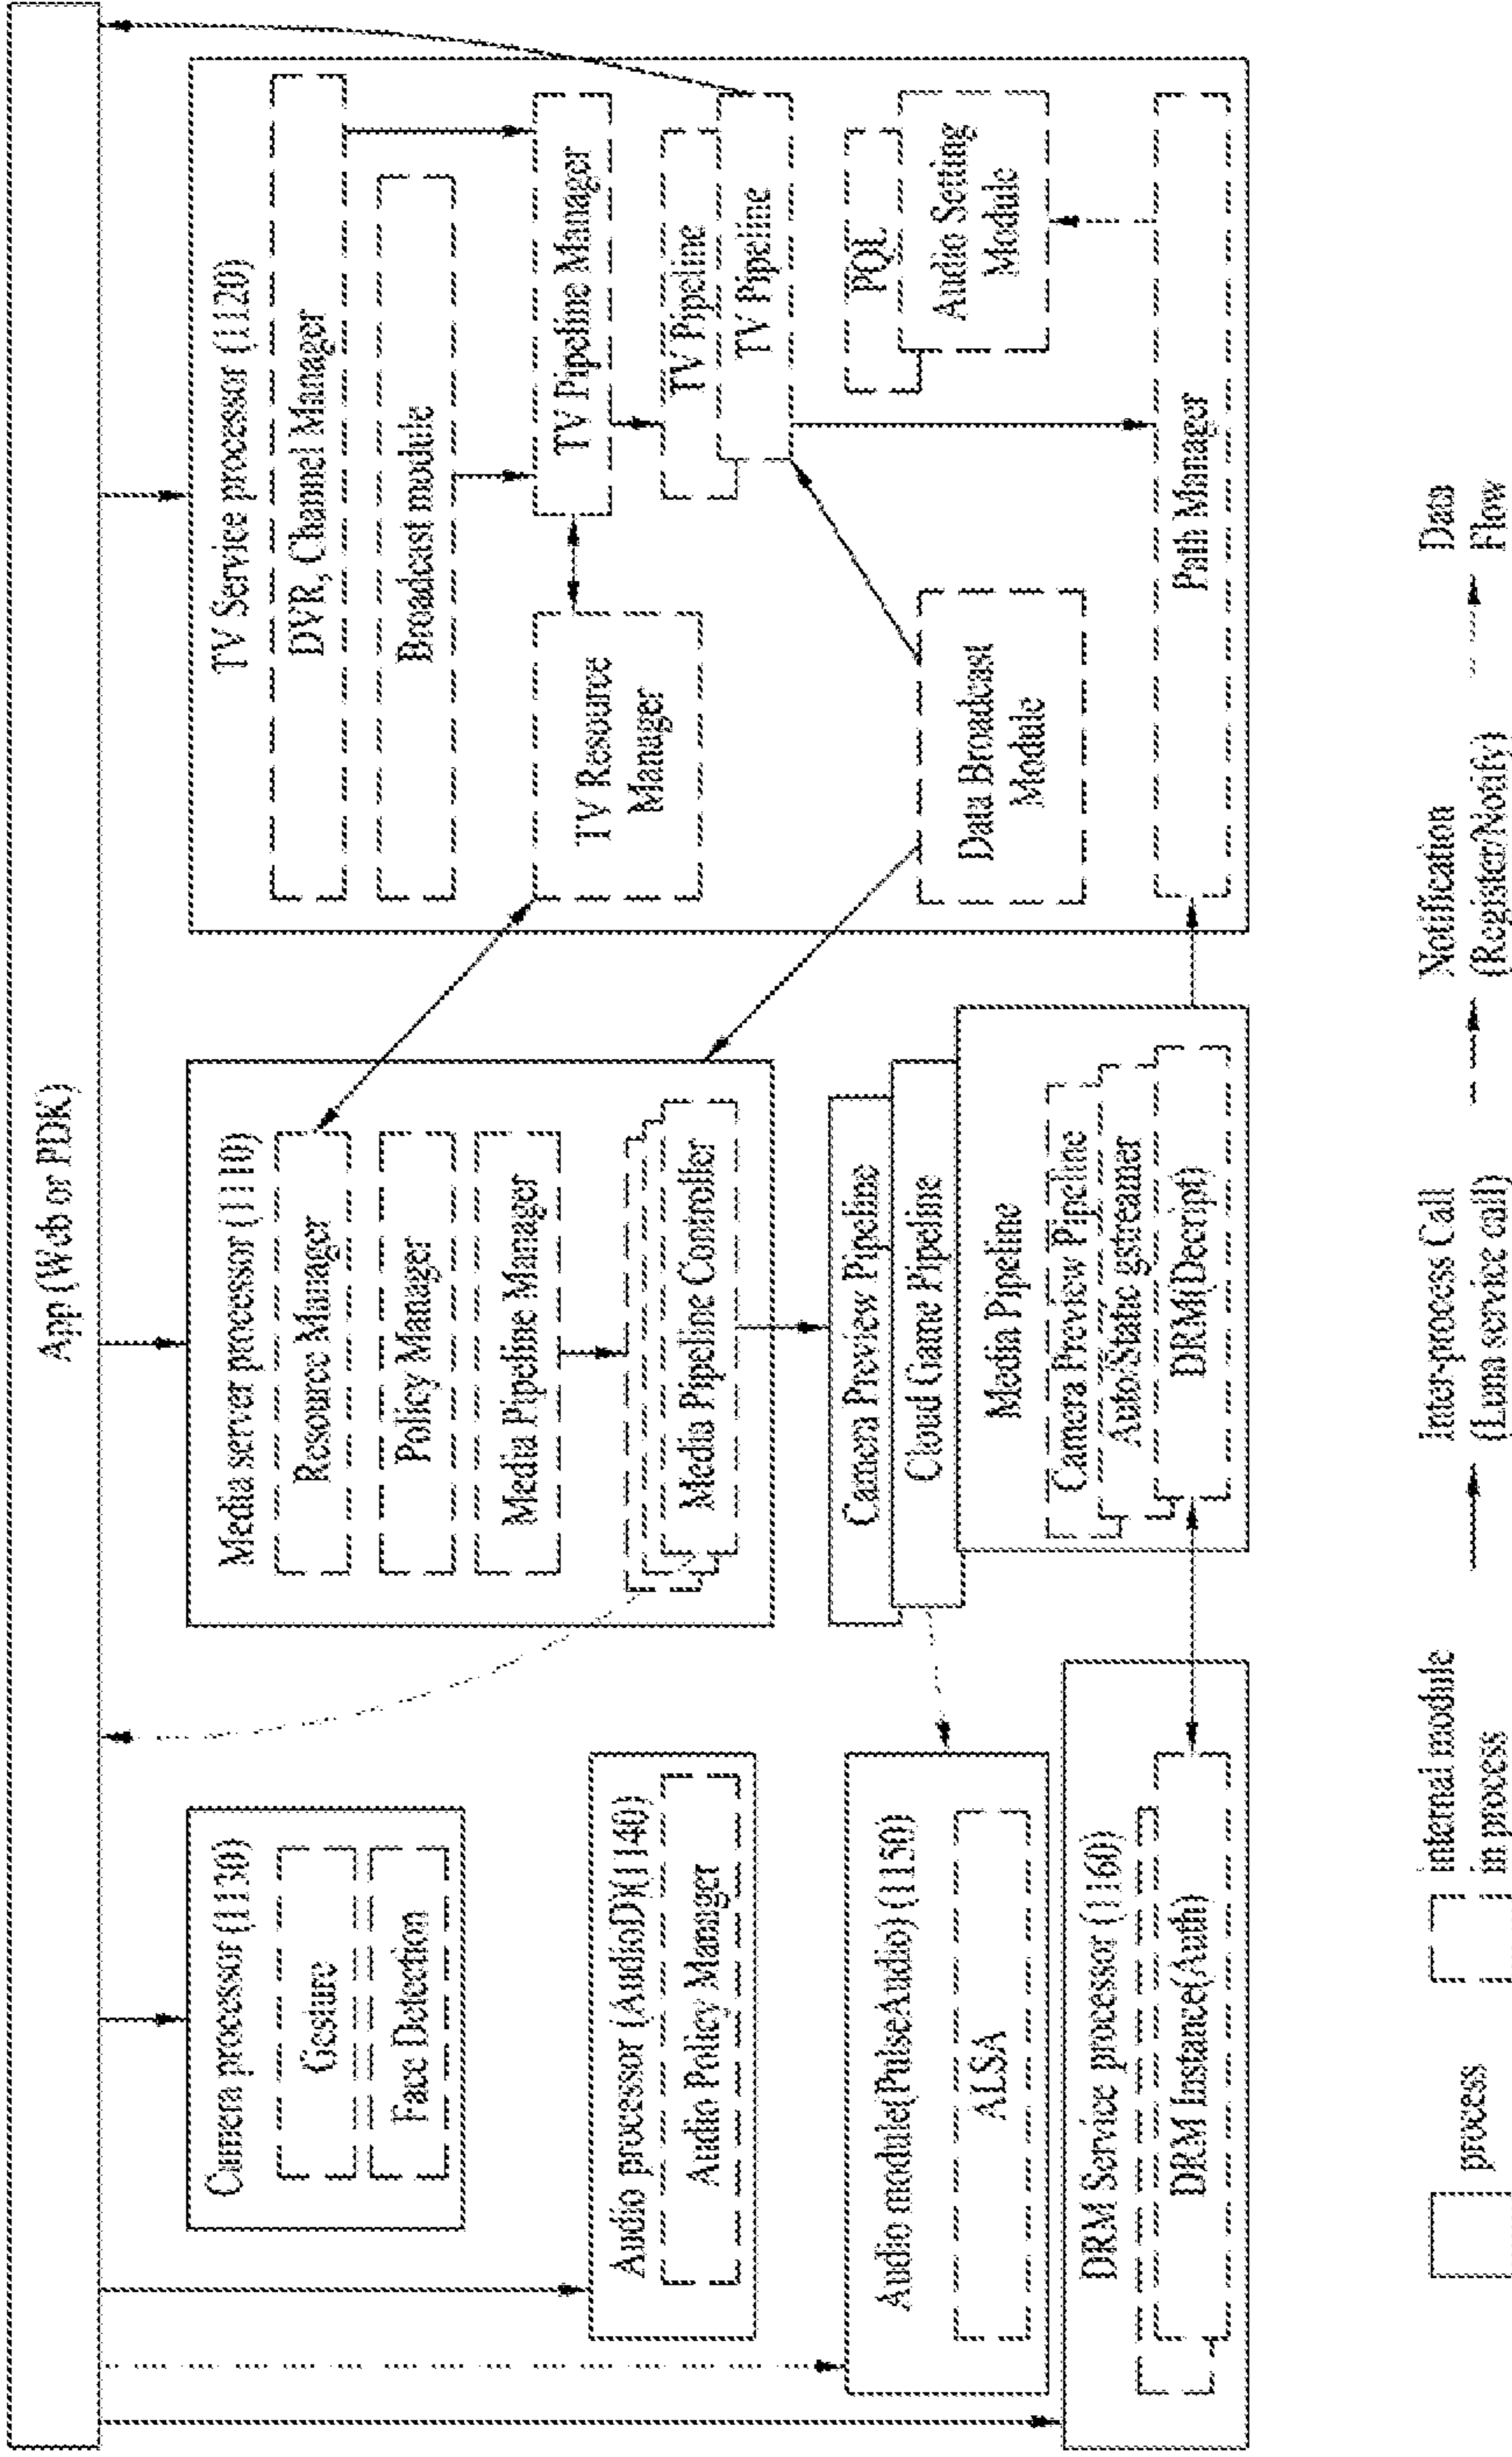 App (Web or PDK)
Camera processor (1130)
Gesture
Face Detection
Audio processor (AudioD)(1140)
Audio Policy Manager
Audio module(PulseAudio) (1150)
ALSA
DRM Service processor (1160)
DRM Instance(Auth)
Media server processor (1110)
Resource Manager
Policy Manager
Media Pipeline Manager
Media Pipeline Controller
Camera Preview Pipeline
Cloud Game Pipeline
Media Pipeline
Camera Preview Pipeline
Auto/Static gstreamer
DRM(Decript)
TV Service processor (1120)
DVR, Channel Manager
Broadcast module
TV Resource
Manager
TV Pipeline Manager
TV Pipeline
TV Pipeline
PQL
Audio Setting
Module
Data Broadcast
Module
Path Manager
process
internal module
in process
Inter-process Call
(Luna service call)
Notification
(Register/Notify)
Data
Flow